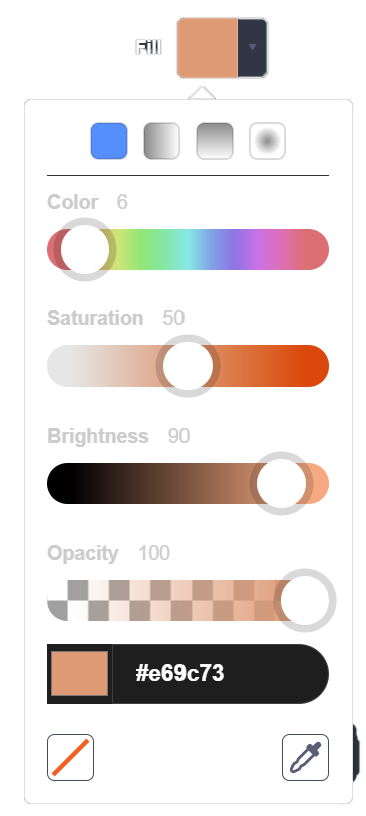 Fill
Color 6
Saturation 50
Brightness 90
Opacity 100
#e69c73